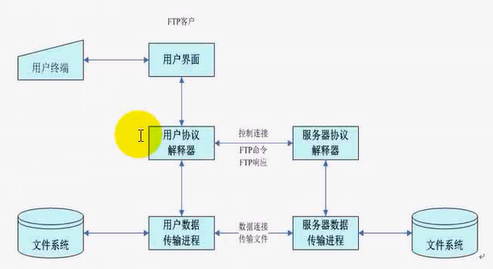 FTP客户
用户终端
用户界面
用户协议
解释器
控制连接
FTP命令
FTP响应
服务器协议
解释器
文件系统
用户数据
传输进程
数据连接
传输文件
服务器数据
传输进程
文件系统